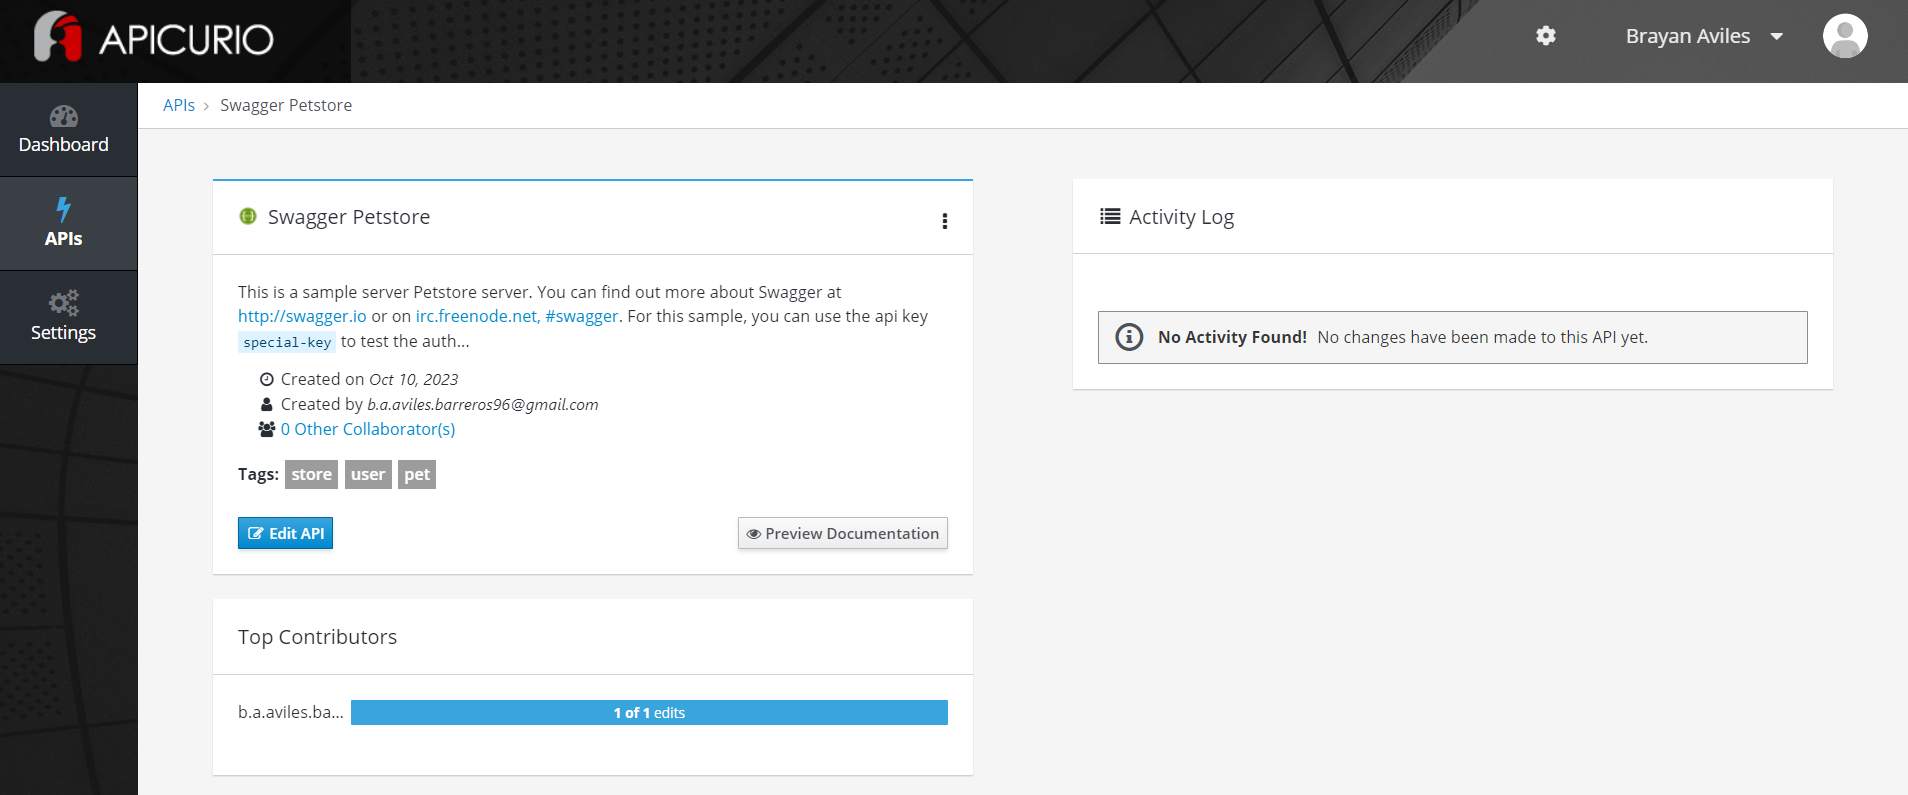 APICURIO
Brayan Aviles
Dashboard
APIs
Settings
APIs > Swagger Petstore
Swagger Petstore
This is a sample server Petstore server. You can find out more about Swagger at
http://swagger.io or on irc.freenode.net, #swagger. For this sample, you can use the api key
special-key to test the auth...
Created on Oct 10, 2023
Created by b.a.aviles.barreros96@gmail.com
0 Other Collaborator(s)
Tags: store user pet
Edit API
Preview Documentation
Top Contributors
b.a.aviles.ba... 1 of 1 edits
Activity Log
No Activity Found! No changes have been made to this API yet.